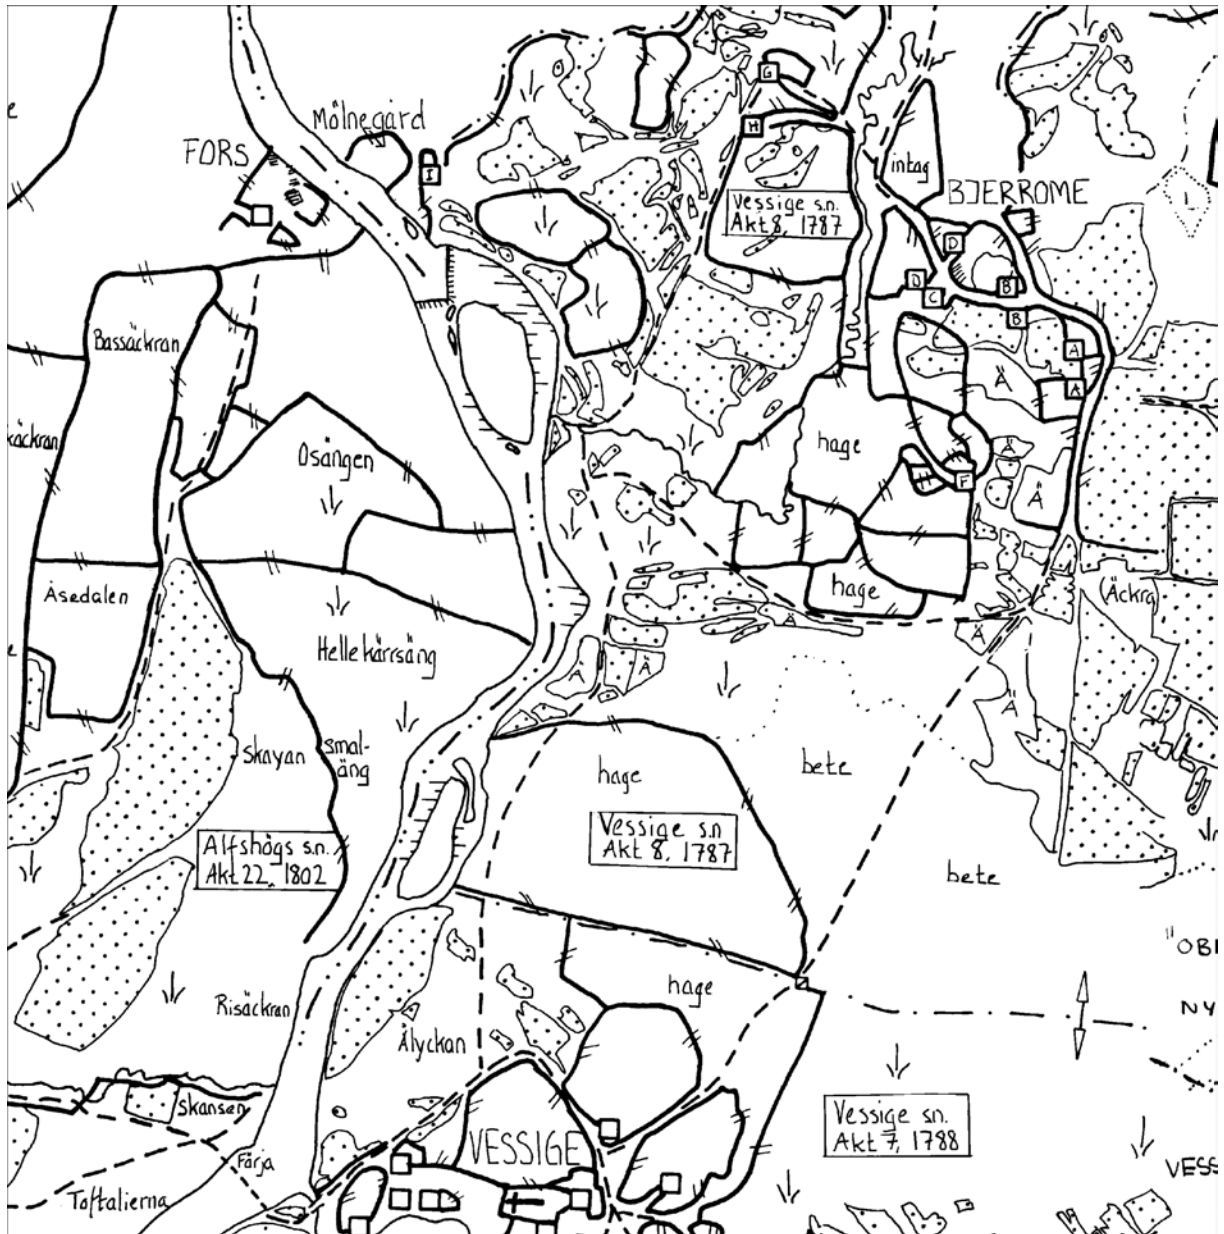 G
Mölnegård
H
FORS
I
intag
BJERROME
Vessige s.n.
Akt 8, 1787
D
D
B
C
B
Bassäckran
A
Ä
A
hage
Osängen
Ä
F
Ä
Åsedalen
hage
(Äckra)
Ä
Ä
Hellekärrsäng
Ä
Ä
Ä
Skayan
smal-
äng
hage
bete
Vessige s.n
Akt 8, 1787
Alfshögs s.n.
Akt 22, 1802
bete
hage
Risäckran
NY
Ålyckan
Skansen
Vessige s.n.
Akt 7, 1788
VESSIGE
Färja
VESS
Toftalierna